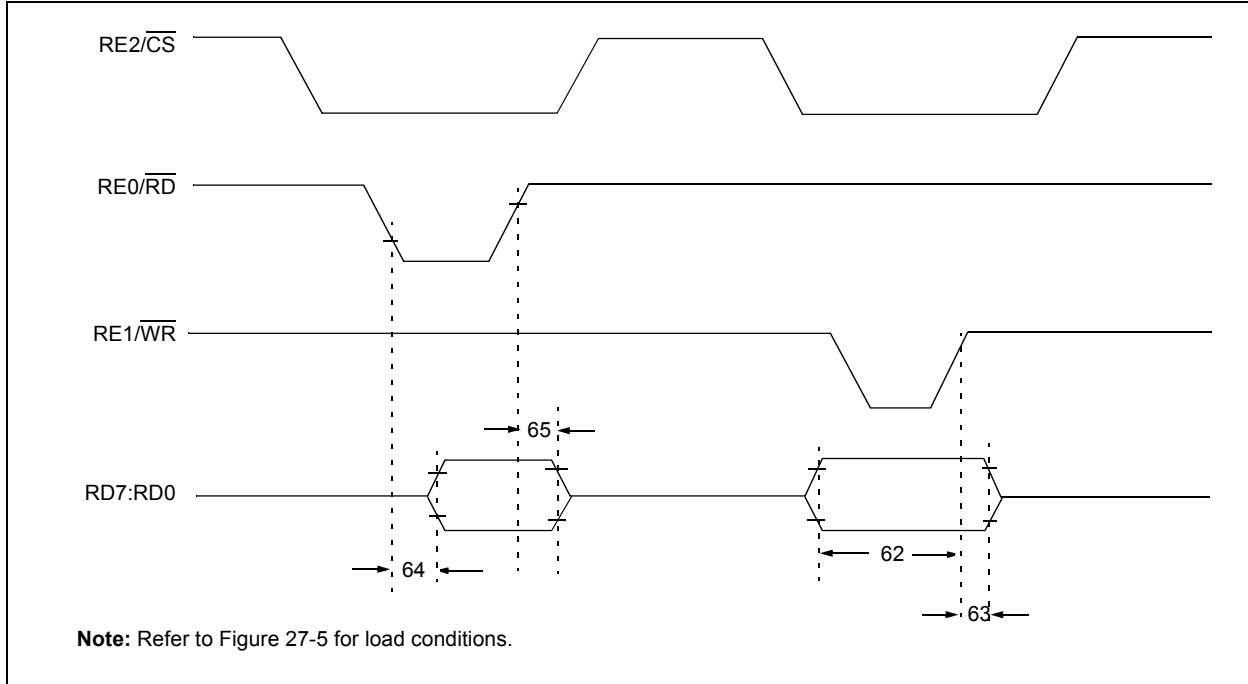 RE2/CS
RE0/RD
RE1/WR
65
RD7:RD0
62
64
63
Note: Refer to Figure 27-5 for load conditions.